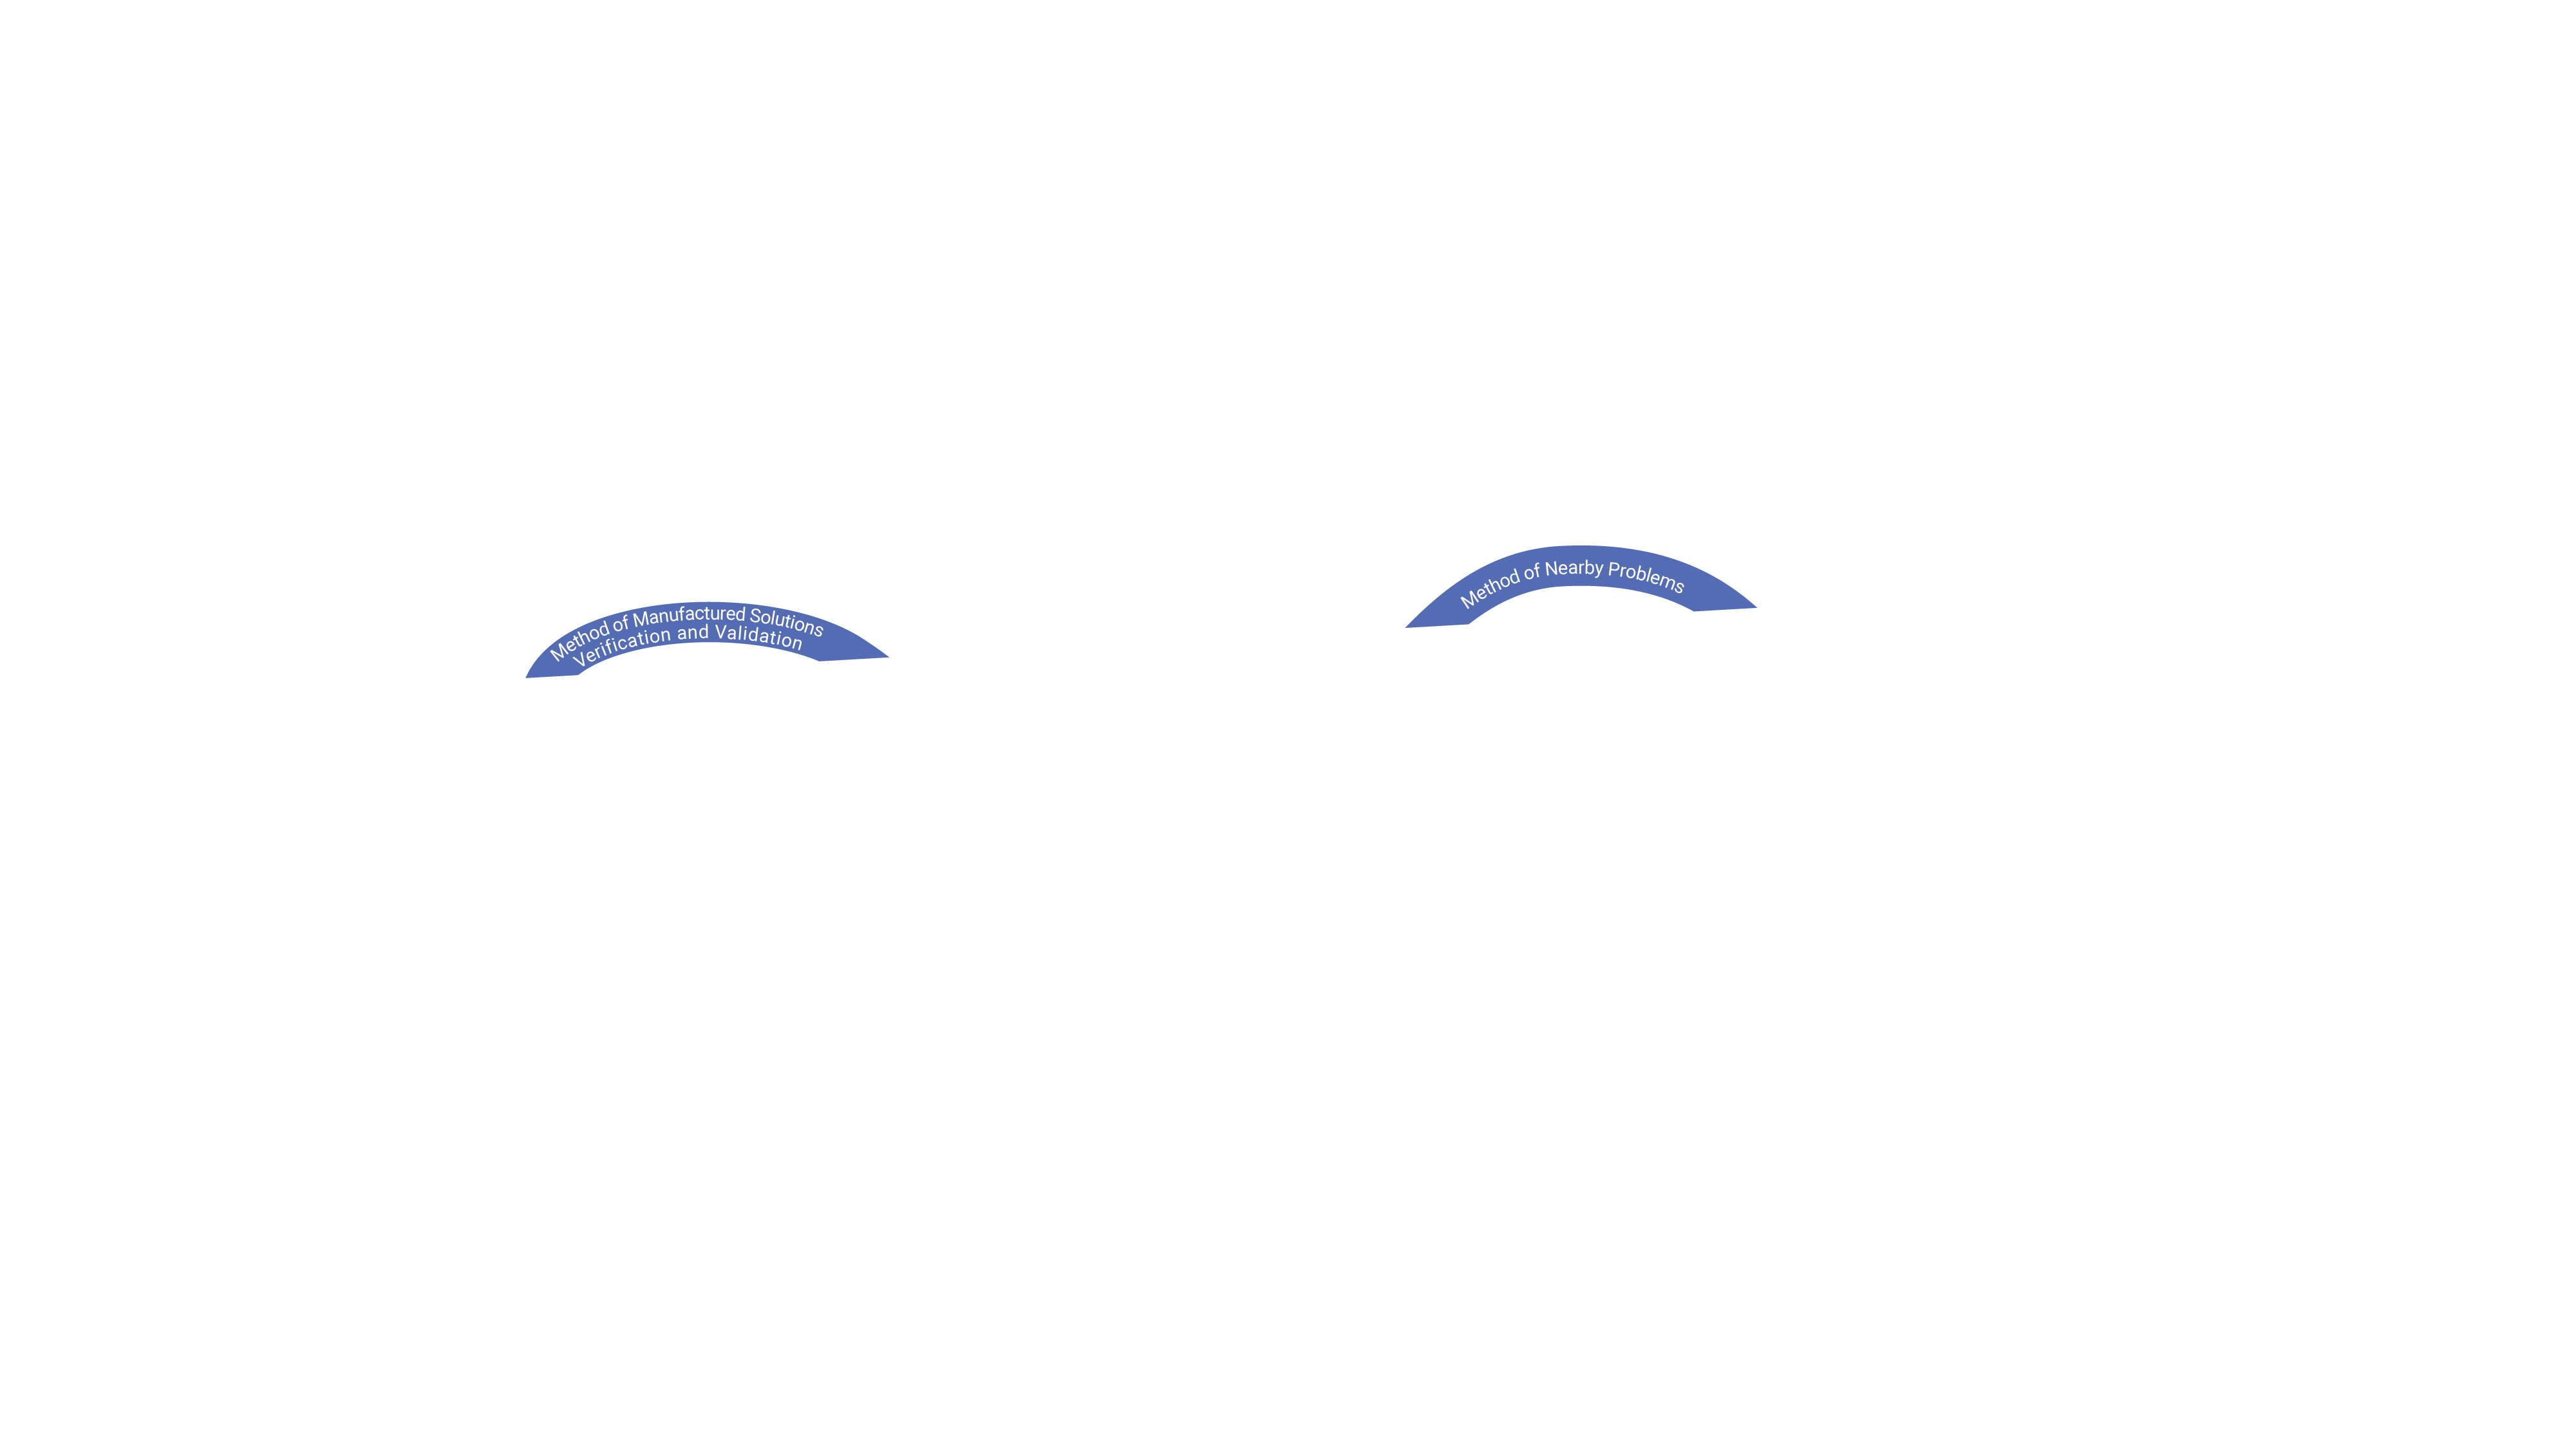 Method of Manufactured Solutions
Verification and Validation
Method of Nearby Problems